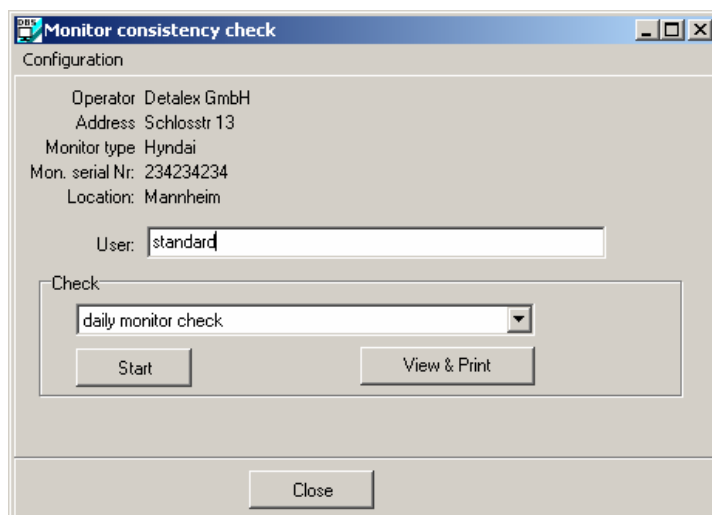 DBS
Monitor consistency check
Configuration
Operator Detalex GmbH
Address Schlosstr 13
Monitor type Hyndai
Mon. serial Nr: 234234234
Location: Mannheim
User: standard
Check
daily monitor check
Start View & Print
Close